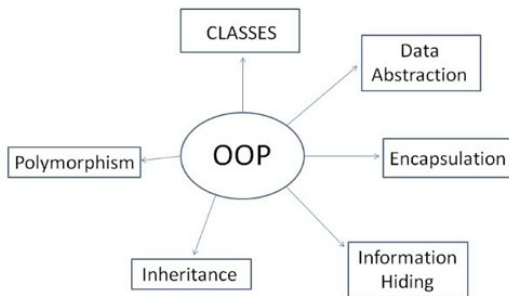 CLASSES
Data
Abstraction
Polymorphism
OOP
Encapsulation
Inheritance
Information
Hiding